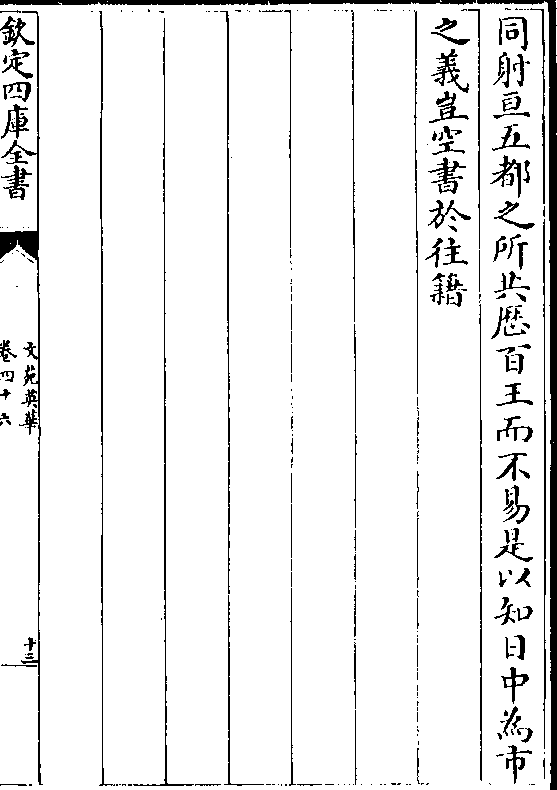 同射亘五都之所共歴百王而不易是以知日中為市
之義豈空書於往籍
欽定四庫全書
文苑英華
卷四十六
十三